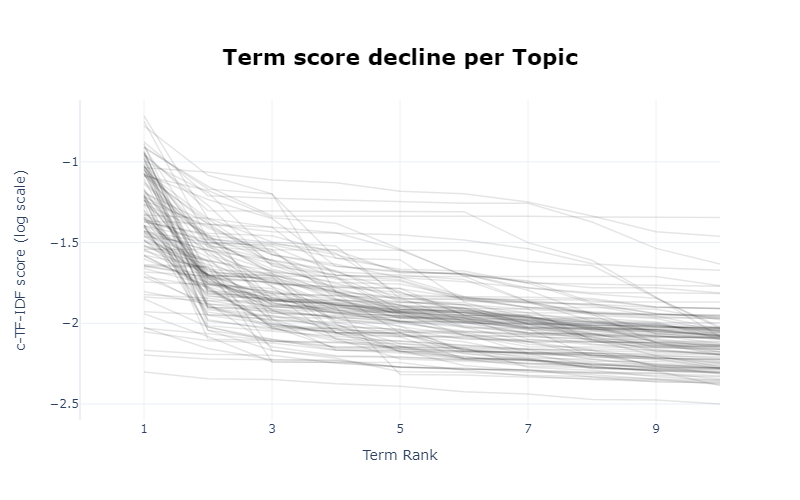 Term score decline per Topic
c-TF-IDF score (log scale)
−1
−1.5
−2
−2.5
1 3 5 7 9
Term Rank